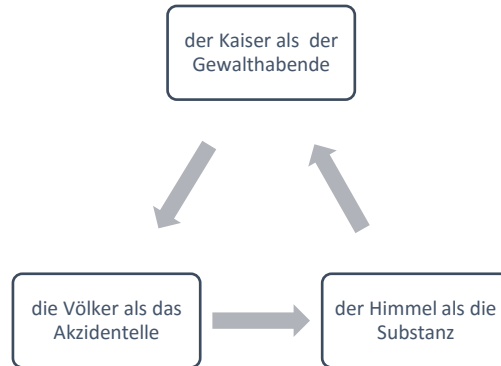 der Kaiser als der
Gewalthabende
die Völker als das
Akzidentelle
der Himmel als die
Substanz